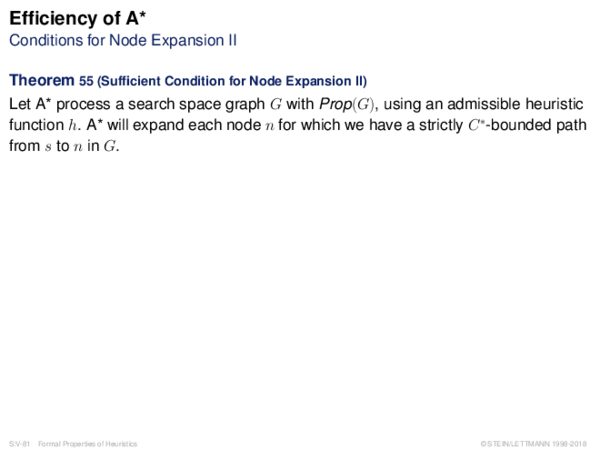 Efficiency of A*
Conditions for Node Expansion II
Theorem 55 (Sufficient Condition for Node Expansion II)
Let A* process a search space graph G with Prop(G), using an admissible heuristic
function h. A* will expand each node n for which we have a strictly C*-bounded path
from s to n in G.
S:V-81 Formal Properties of Heuristics
© STEIN/LETTMANN 1998-2018